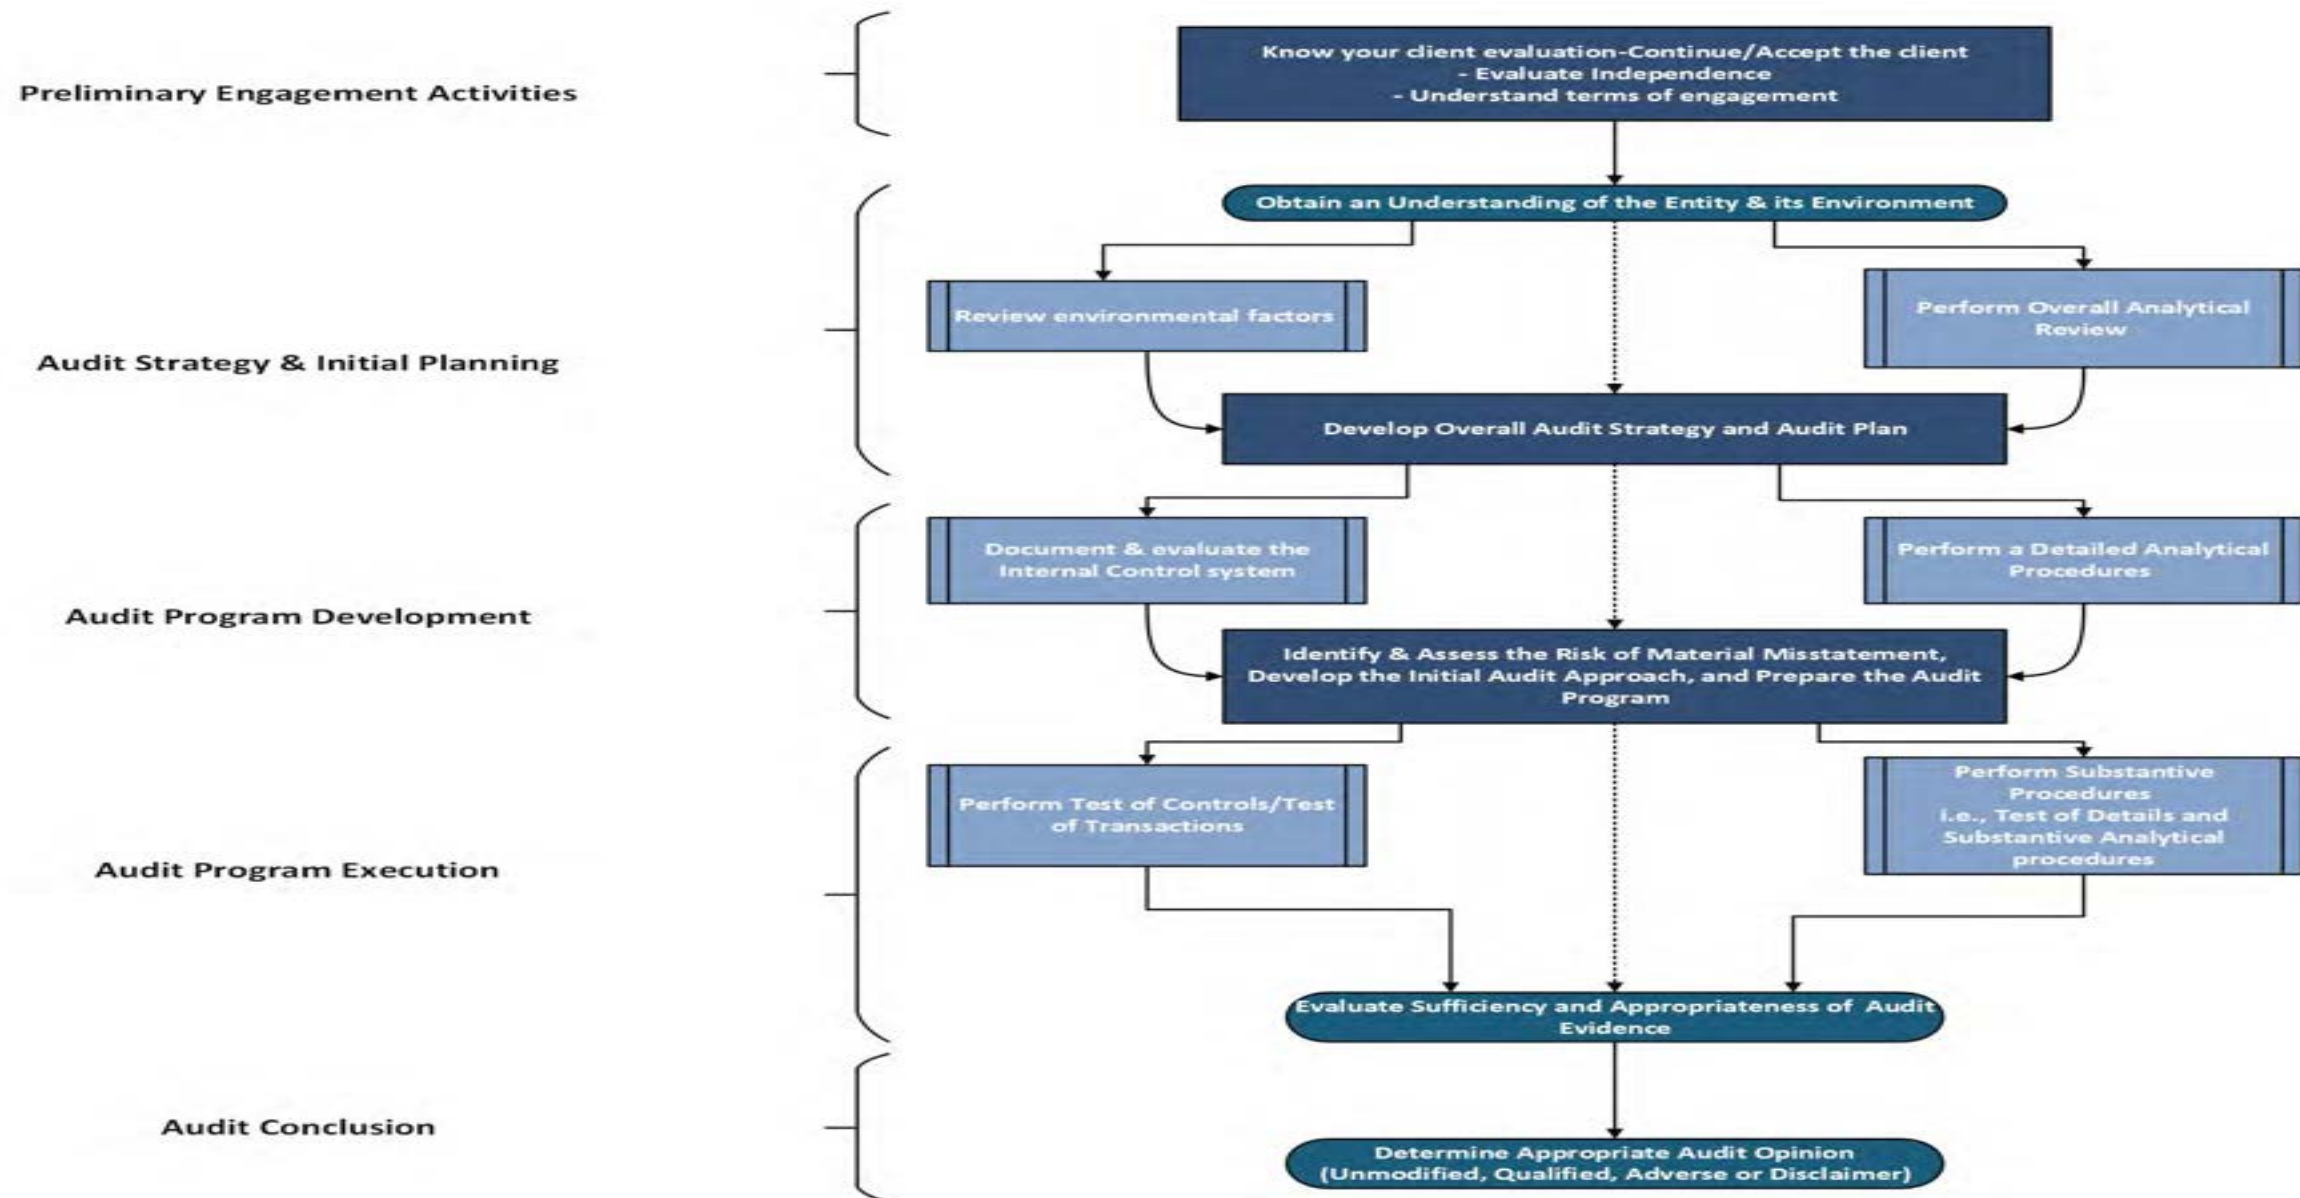 Preliminary Engagement Activities
Know your client evaluation-Continue/Accept the client
- Evaluate Independence
- Understand terms of engagement
Audit Strategy & Initial Planning
Obtain an Understanding of the Entity & its Environment
Review environmental factors
Perform Overall Analytical
Review
Develop Overall Audit Strategy and Audit Plan
Audit Program Development
Document & evaluate the
Internal Control system
Perform a Detailed Analytical
Procedures
Identify & Assess the Risk of Material Misstatement,
Develop the Initial Audit Approach, and Prepare the Audit
Program
Audit Program Execution
Perform Test of Controls/Test
of Transactions
Perform Substantive
Procedures
i.e., Test of Details and
Substantive Analytical
procedures
Evaluate Sufficiency and Appropriateness of Audit
Evidence
Audit Conclusion
Determine Appropriate Audit Opinion
(Unmodified, Qualified, Adverse or Disclaimer)